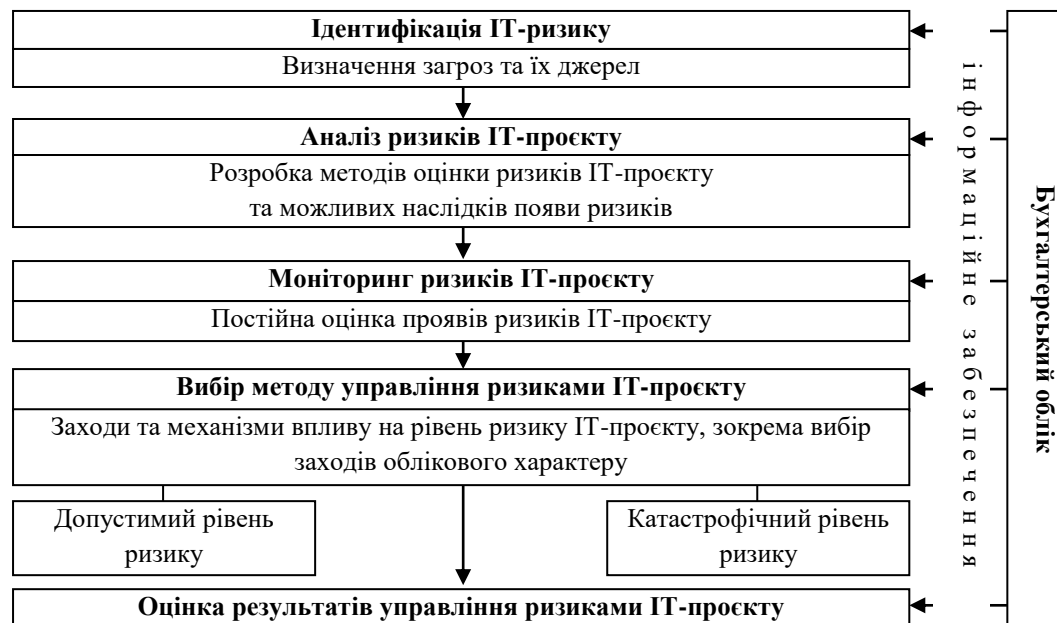 Ідентифікація ІТ-ризику
Визначення загроз та їх джерел
Аналіз ризиків ІТ-проєкту
Розробка методів оцінки ризиків ІТ-проєкту
та можливих наслідків появи ризиків
Моніторинг ризиків ІТ-проєкту
Постійна оцінка проявів ризиків ІТ-проєкту
Вибір методу управління ризиками ІТ-проєкту
Заходи та механізми впливу на рівень ризику ІТ-проєкту, зокрема вибір
заходів облікового характеру
Допустимий рівень
ризику
Катастрофічний рівень
ризику
Оцінка результатів управління ризиками ІТ-проєкту
інформаційне забезпечення
Бухгалтерський облік